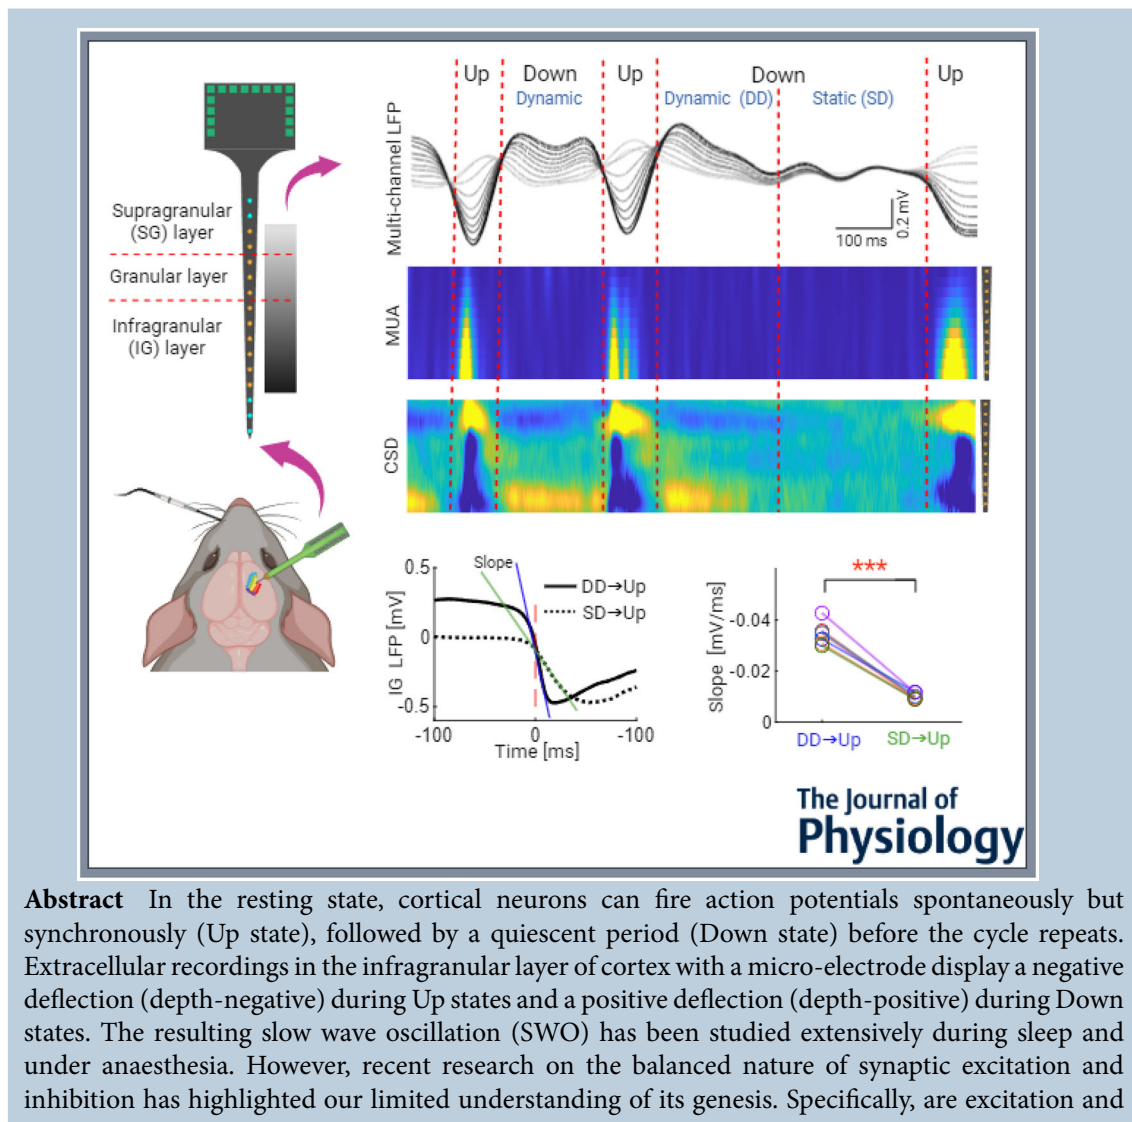 Up Down Up Down Up
Dynamic Dynamic (DD) Static (SD)
Multi-channel LFP
0.2 mV
100 ms
Supragranular
(SG) layer
Granular layer
Infragranular
(IG) layer
MUA
CSD
Slope
0.5
0
-0.5
IG LFP [mV]
DD→Up
SD→Up
-100 0 -100
Time [ms]
***
-0.04
-0.02
0
Slope [mV/ms]
DD→Up SD→Up
The Journal of
Physiology
Abstract In the resting state, cortical neurons can fire action potentials spontaneously but
synchronously (Up state), followed by a quiescent period (Down state) before the cycle repeats.
Extracellular recordings in the infragranular layer of cortex with a micro-electrode display a negative
deflection (depth-negative) during Up states and a positive deflection (depth-positive) during Down
states. The resulting slow wave oscillation (SWO) has been studied extensively during sleep and
under anaesthesia. However, recent research on the balanced nature of synaptic excitation and
inhibition has highlighted our limited understanding of its genesis. Specifically, are excitation and